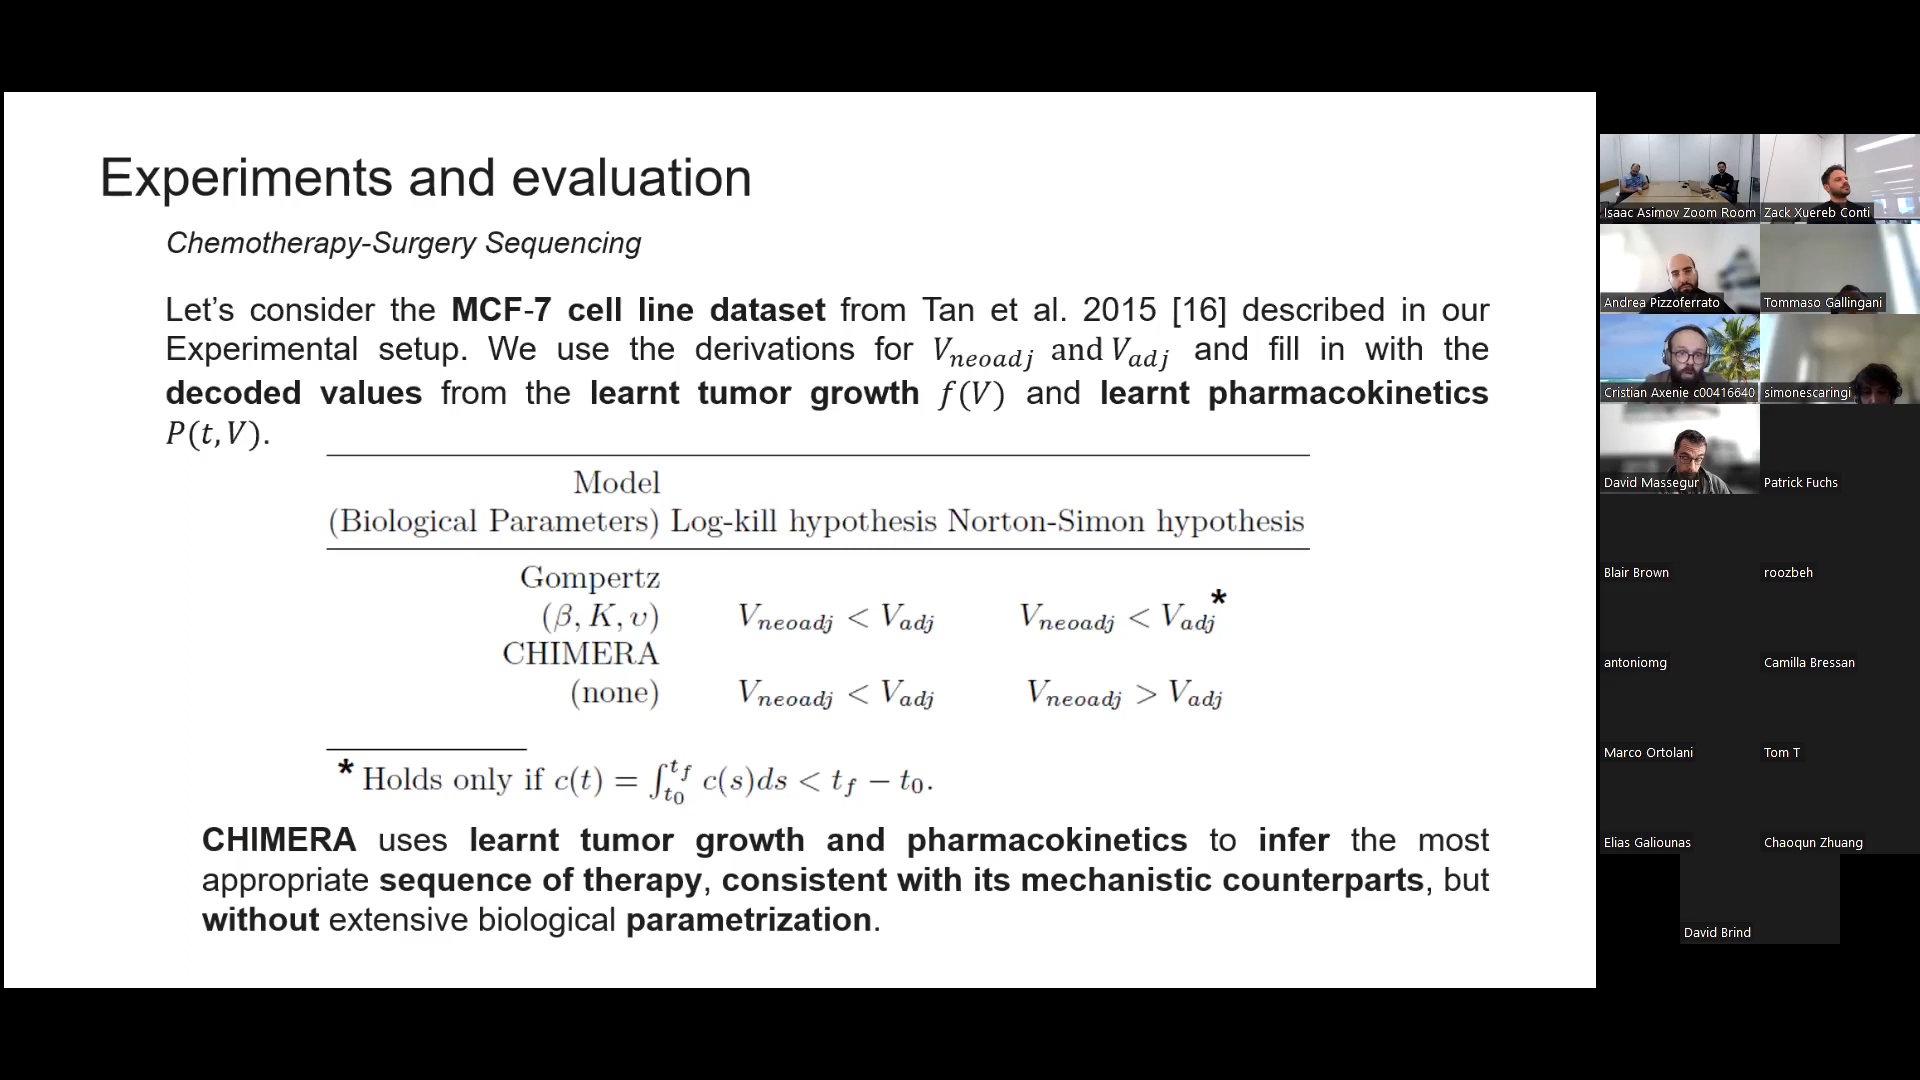 Experiments and evaluation
Chemotherapy-Surgery Sequencing
Let's consider the MCF-7 cell line dataset from Tan et al. 2015 [16] described in our
Experimental setup. We use the derivations for V_neoadj and V_adj and fill in with the
decoded values from the learnt tumor growth f(V) and learnt pharmacokinetics
P(t,V).
Model
(Biological Parameters) Log-kill hypothesis Norton-Simon hypothesis
Gompertz
(β, K, υ) V_neoadj < V_adj V_neoadj < V_adj*
CHIMERA
(none) V_neoadj < V_adj V_neoadj > V_adj
* Holds only if c(t) = ∫_{t_0}^{t_f} c(s)ds < t_f − t_0.
CHIMERA uses learnt tumor growth and pharmacokinetics to infer the most
appropriate sequence of therapy, consistent with its mechanistic counterparts, but
without extensive biological parametrization.
Isaac Asimov Zoom Room
Zack Xuereb Conti
Andrea Pizzoferrato
Tommaso Gallingani
Cristian Axenie c00416640
simonescaringi
David Massegur
Patrick Fuchs
Blair Brown
roozbeh
antoniomg
Camilla Bressan
Marco Ortolani
Tom T
Elias Galiounas
Chaoqun Zhuang
David Brind